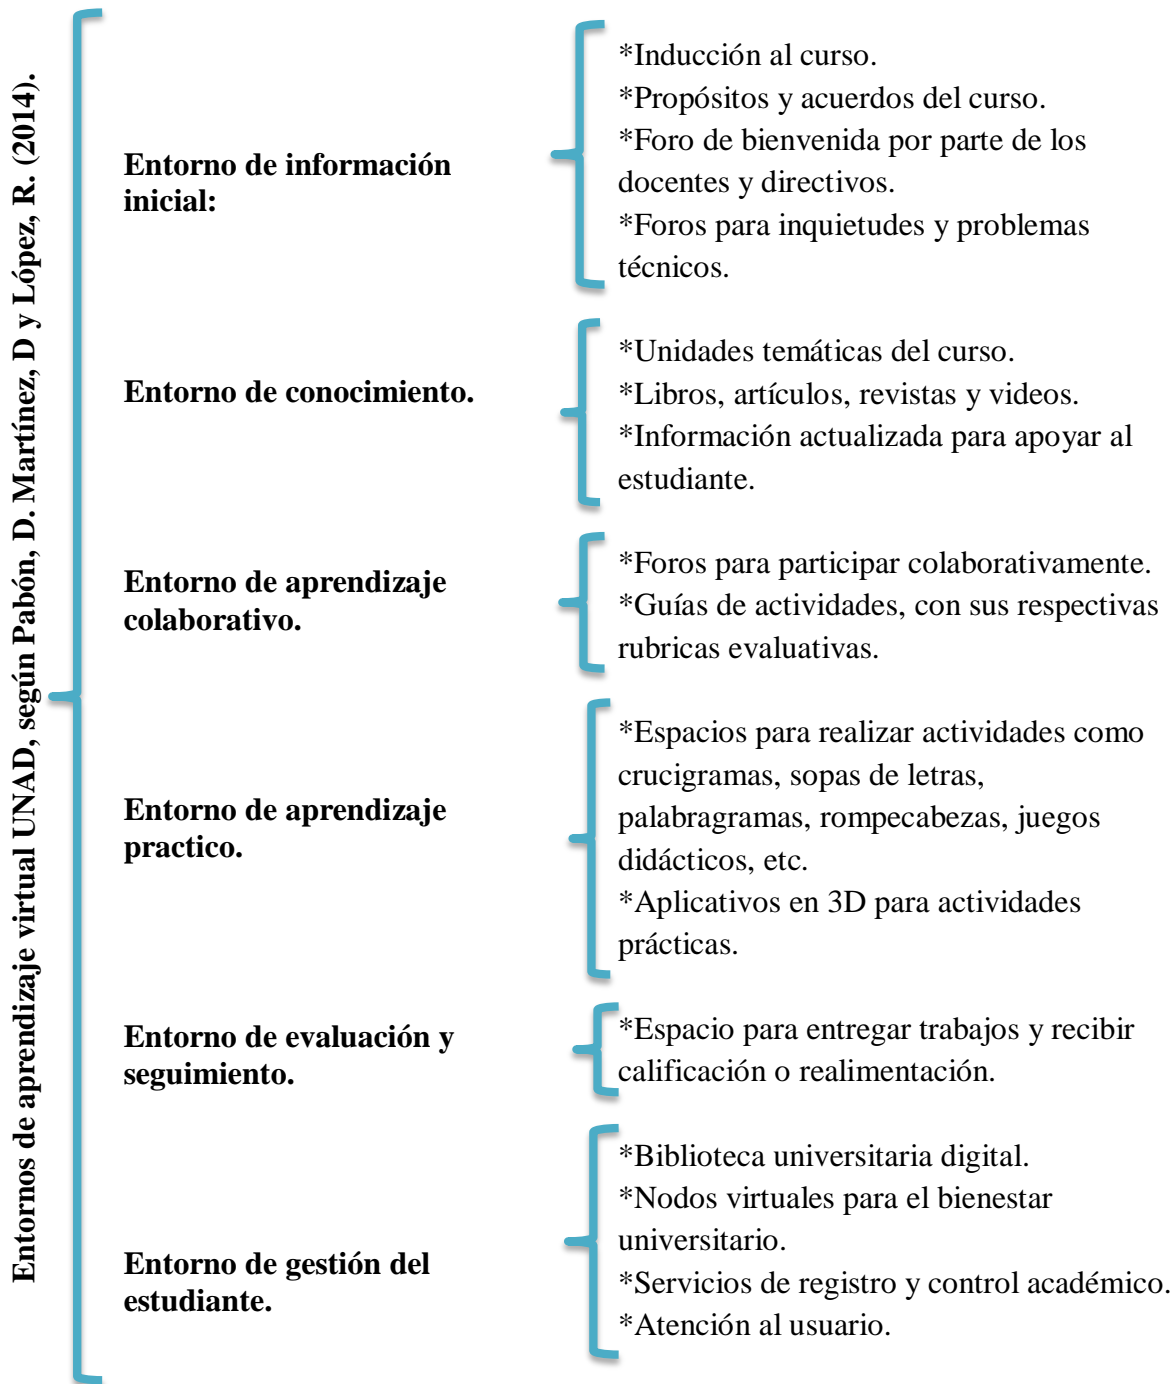 Entornos de aprendizaje virtual UNAD, según Pabón, D. Martínez, D y López, R. (2014).
Entorno de información
inicial:
*Inducción al curso.
*Propósitos y acuerdos del curso.
*Foro de bienvenida por parte de los
docentes y directivos.
*Foros para inquietudes y problemas
técnicos.
Entorno de conocimiento.
*Unidades temáticas del curso.
*Libros, artículos, revistas y videos.
*Información actualizada para apoyar al
estudiante.
Entorno de aprendizaje
colaborativo.
*Foros para participar colaborativamente.
*Guías de actividades, con sus respectivas
rubricas evaluativas.
Entorno de aprendizaje
practico.
*Espacios para realizar actividades como
crucigramas, sopas de letras,
palabragramas, rompecabezas, juegos
didácticos, etc.
*Aplicativos en 3D para actividades
prácticas.
Entorno de evaluación y
seguimiento.
*Espacio para entregar trabajos y recibir
calificación o realimentación.
Entorno de gestión del
estudiante.
*Biblioteca universitaria digital.
*Nodos virtuales para el bienestar
universitario.
*Servicios de registro y control académico.
*Atención al usuario.